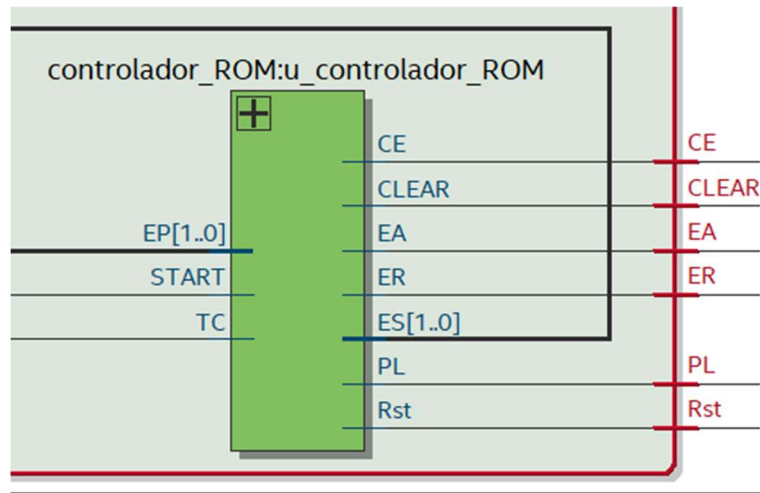 controlador_ROM:u_controlador_ROM
CE CE
CLEAR CLEAR
EP[1..0] EA EA
START ER ER
TC ES[1..0]
PL PL
Rst Rst